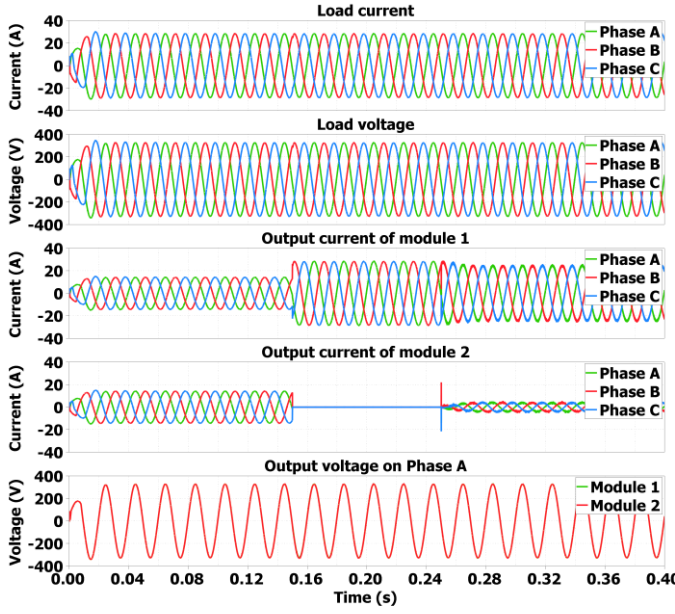 Load current
Current (A)
40
20
0
-20
-40
Phase A
Phase B
Phase C
Load voltage
Voltage (V)
400
200
0
-200
-400
Phase A
Phase B
Phase C
Output current of module 1
Current (A)
40
20
0
-20
-40
Phase A
Phase B
Phase C
Output current of module 2
Current (A)
40
20
0
-20
-40
Phase A
Phase B
Phase C
Output voltage on Phase A
Voltage (V)
400
200
0
-200
-400
Module 1
Module 2
0.00 0.04 0.08 0.12 0.16 0.20 0.24 0.28 0.32 0.36 0.40
Time (s)